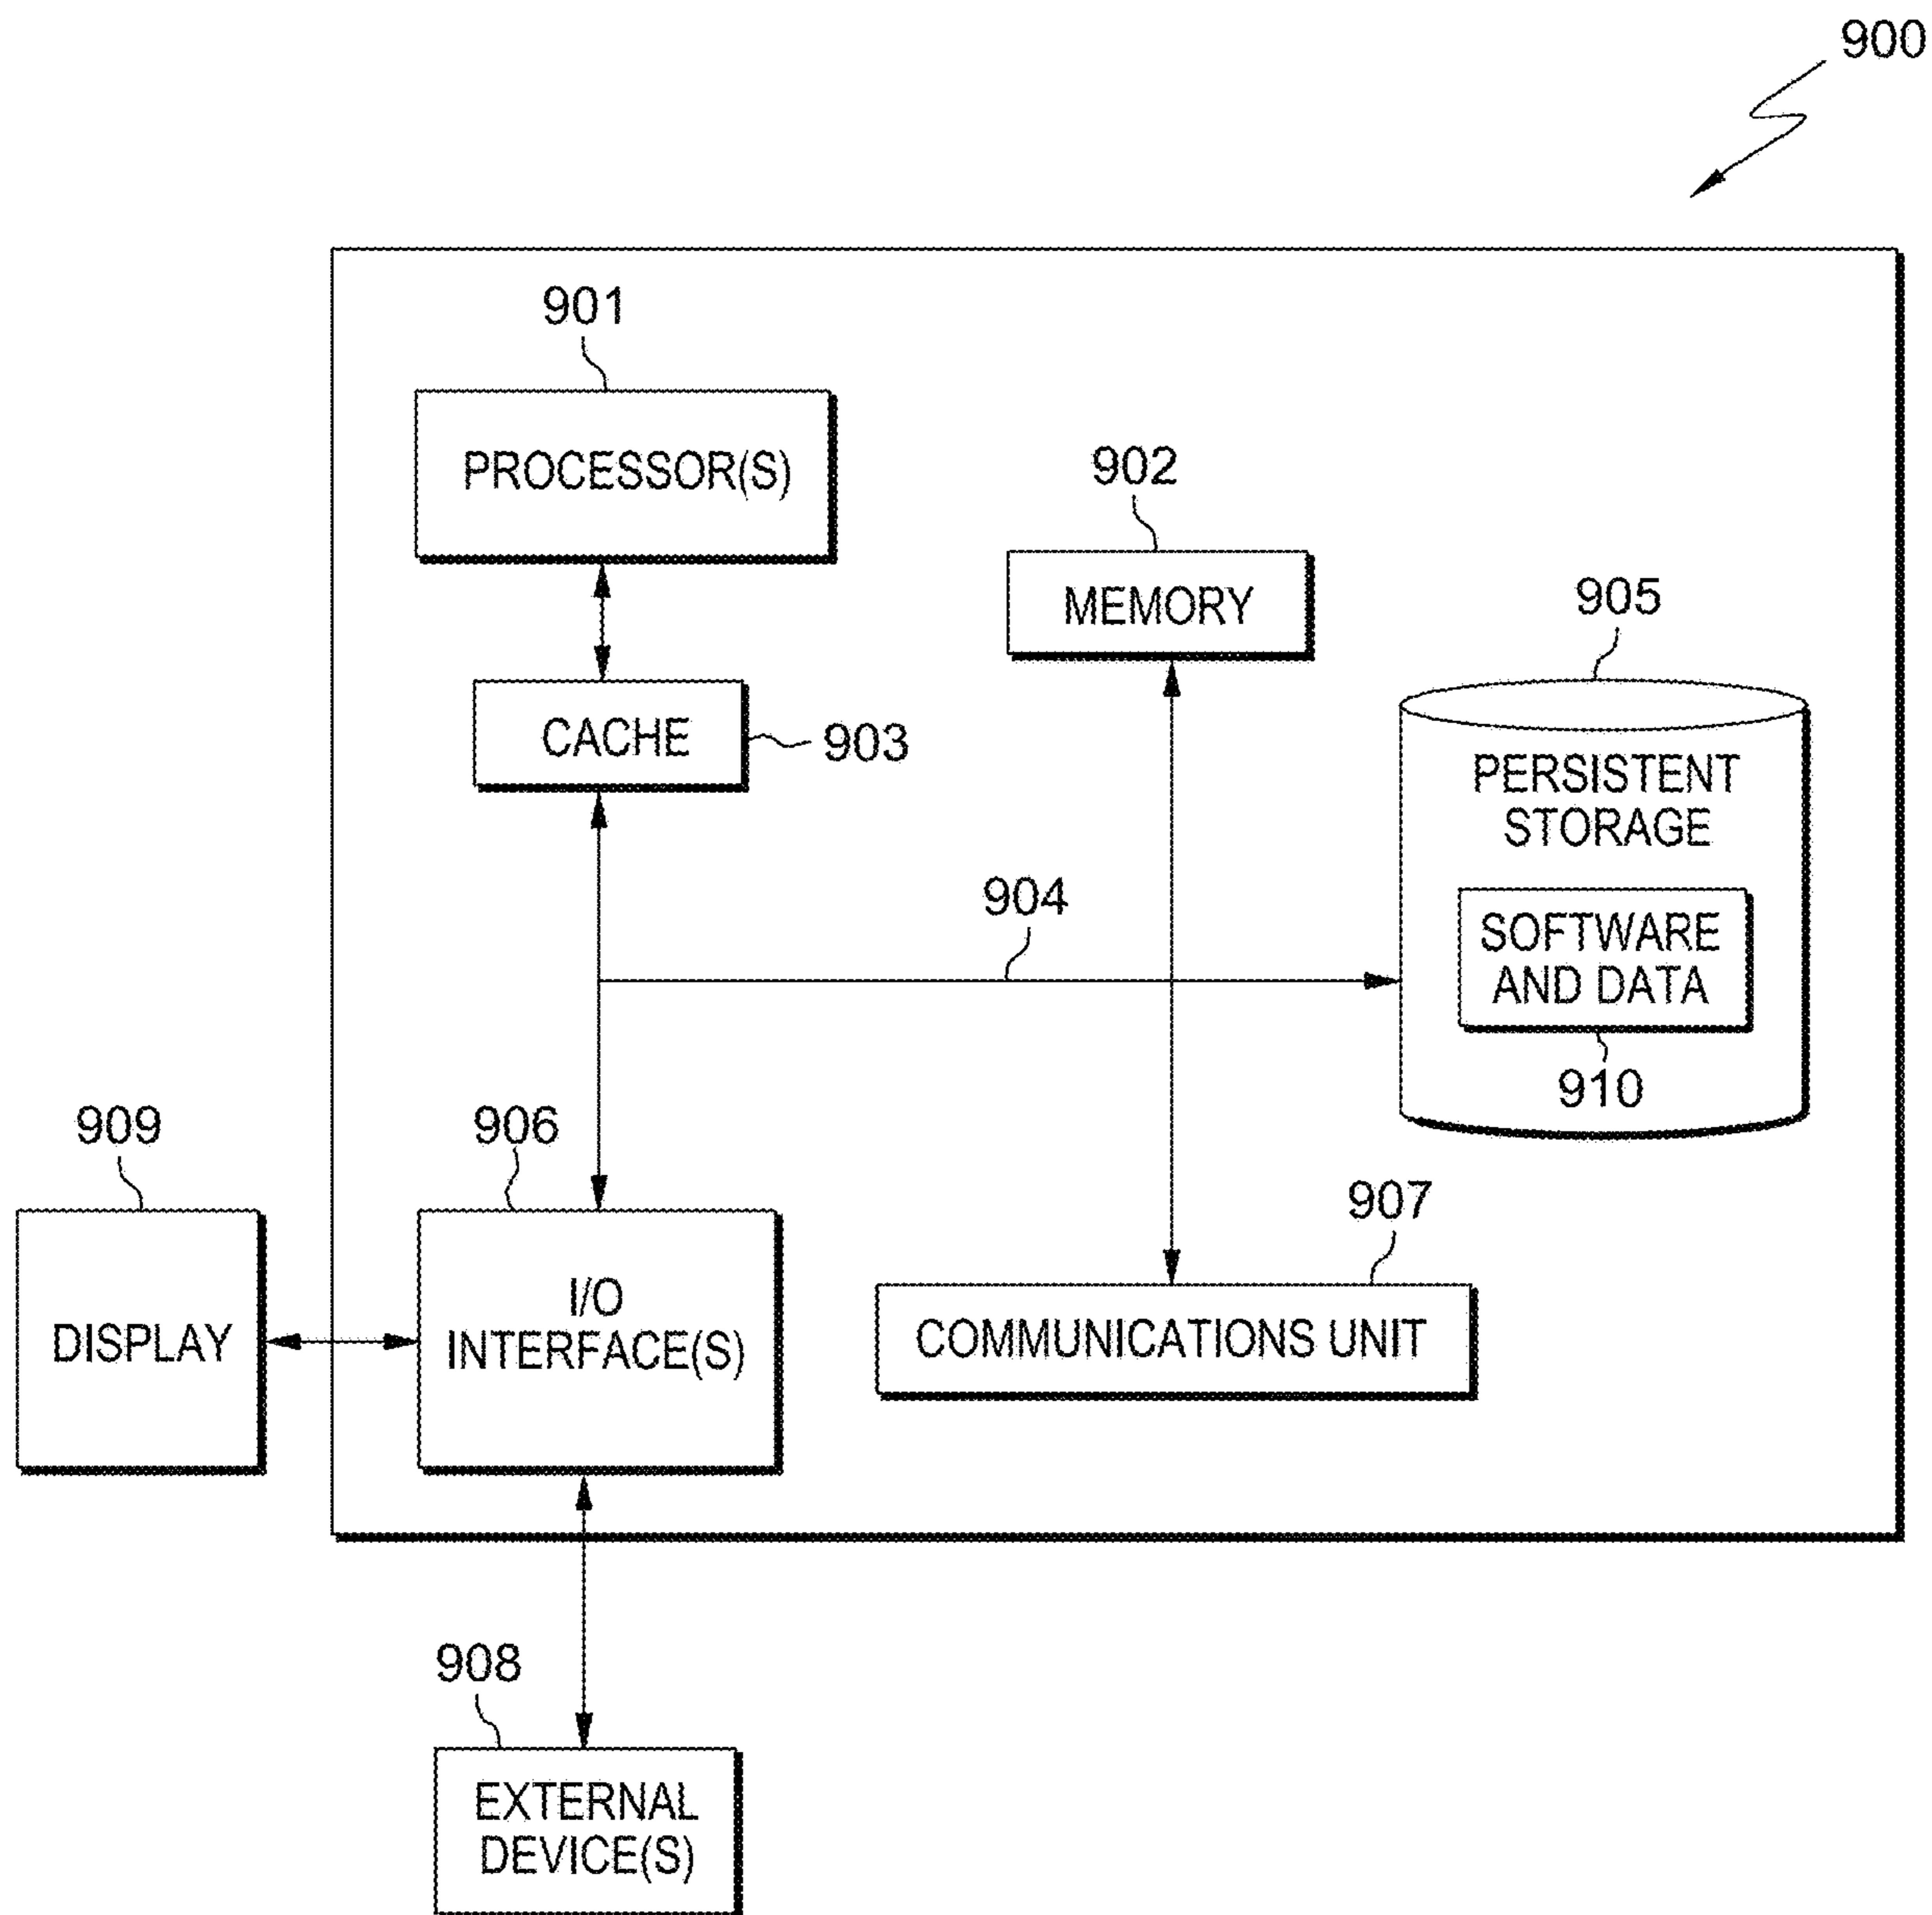 900
901
PROCESSOR(S)
902
MEMORY
905
CACHE
903
PERSISTENT
STORAGE
904
SOFTWARE
AND DATA
910
909
906
907
DISPLAY
I/O
INTERFACE(S)
COMMUNICATIONS UNIT
908
EXTERNAL
DEVICE(S)